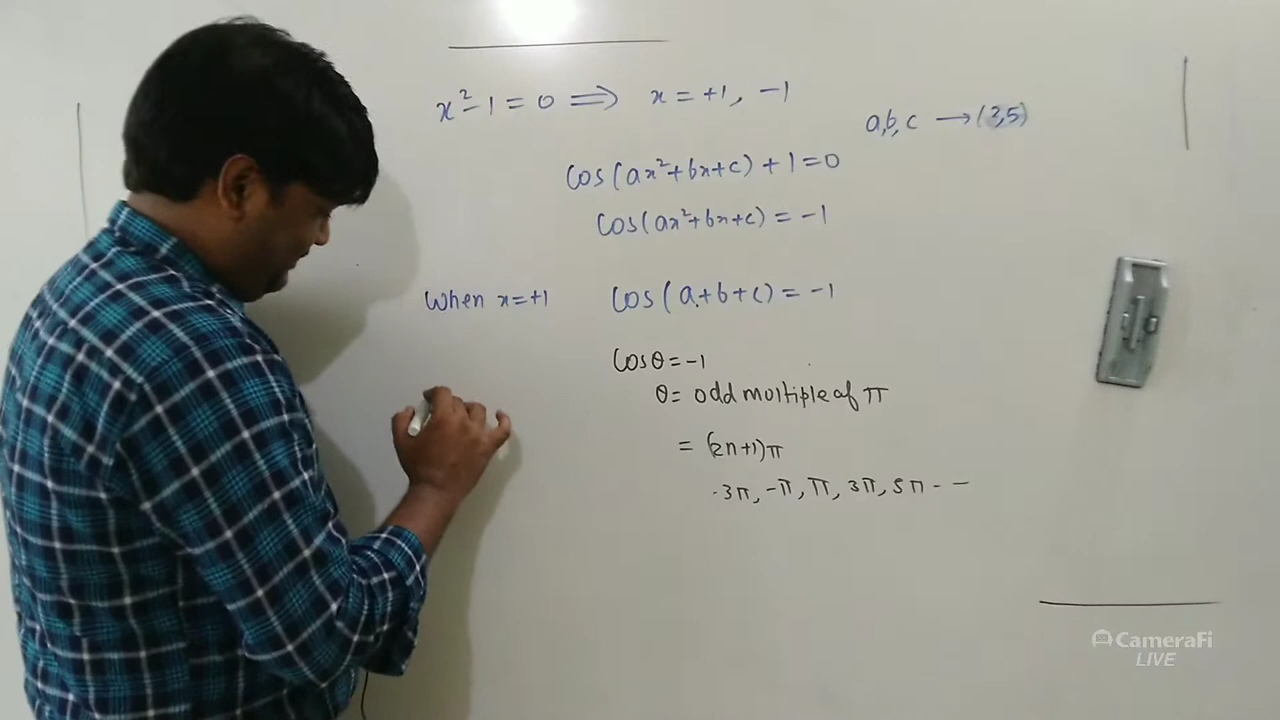 x²-1=0 ⟹ x=+1, -1
a,b,c → (2,5)
Cos(ax²+bx+c)+1=0
Cos(ax²+bx+c)=-1
When x=+1 Cos(a+b+c)=-1
Cosθ=-1
θ= odd multiple of π
= (2n+1)π
-3π, -π, π, 3π, 5π - -
CameraFi
LIVE